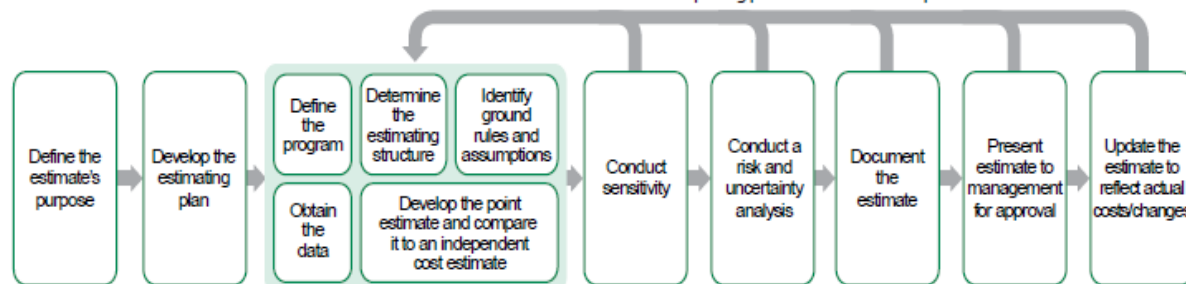 Define the
estimate's
purpose
Develop the
estimating
plan
Define
the
program
Determine
the
estimating
structure
Identify
ground
rules and
assumptions
Obtain
the
data
Develop the point
estimate and compare
it to an independent
cost estimate
Conduct
sensitivity
Conduct a
risk and
uncertainty
analysis
Document
the
estimate
Present
estimate to
management
for approval
Update the
estimate to
reflect actual
costs/changes